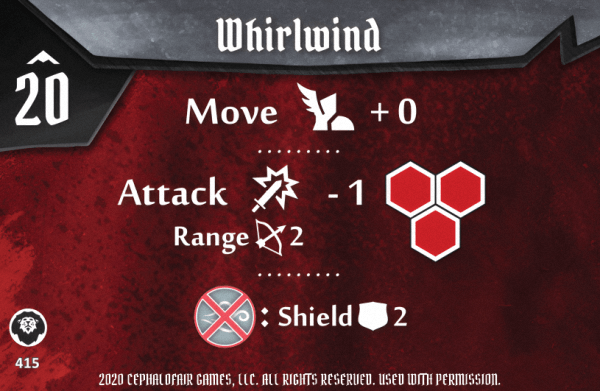 Whirlwind
20
Move + 0
Attack - 1
Range 2
: Shield 2
415
2020 CEPHALOFAIR GAMES, LLC. ALL RIGHTS RESERVED. USED WITH PERMISSION.